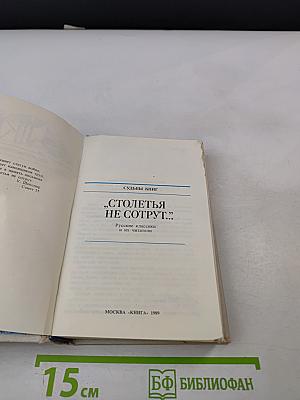 СУДЬБЫ КНИГ
„СТОЛЕТЬЯ
НЕ СОТРУТ..."
Русские классики
и их читатели
МОСКВА «КНИГА» 1989
15 см
БФ БИБЛИОФАН